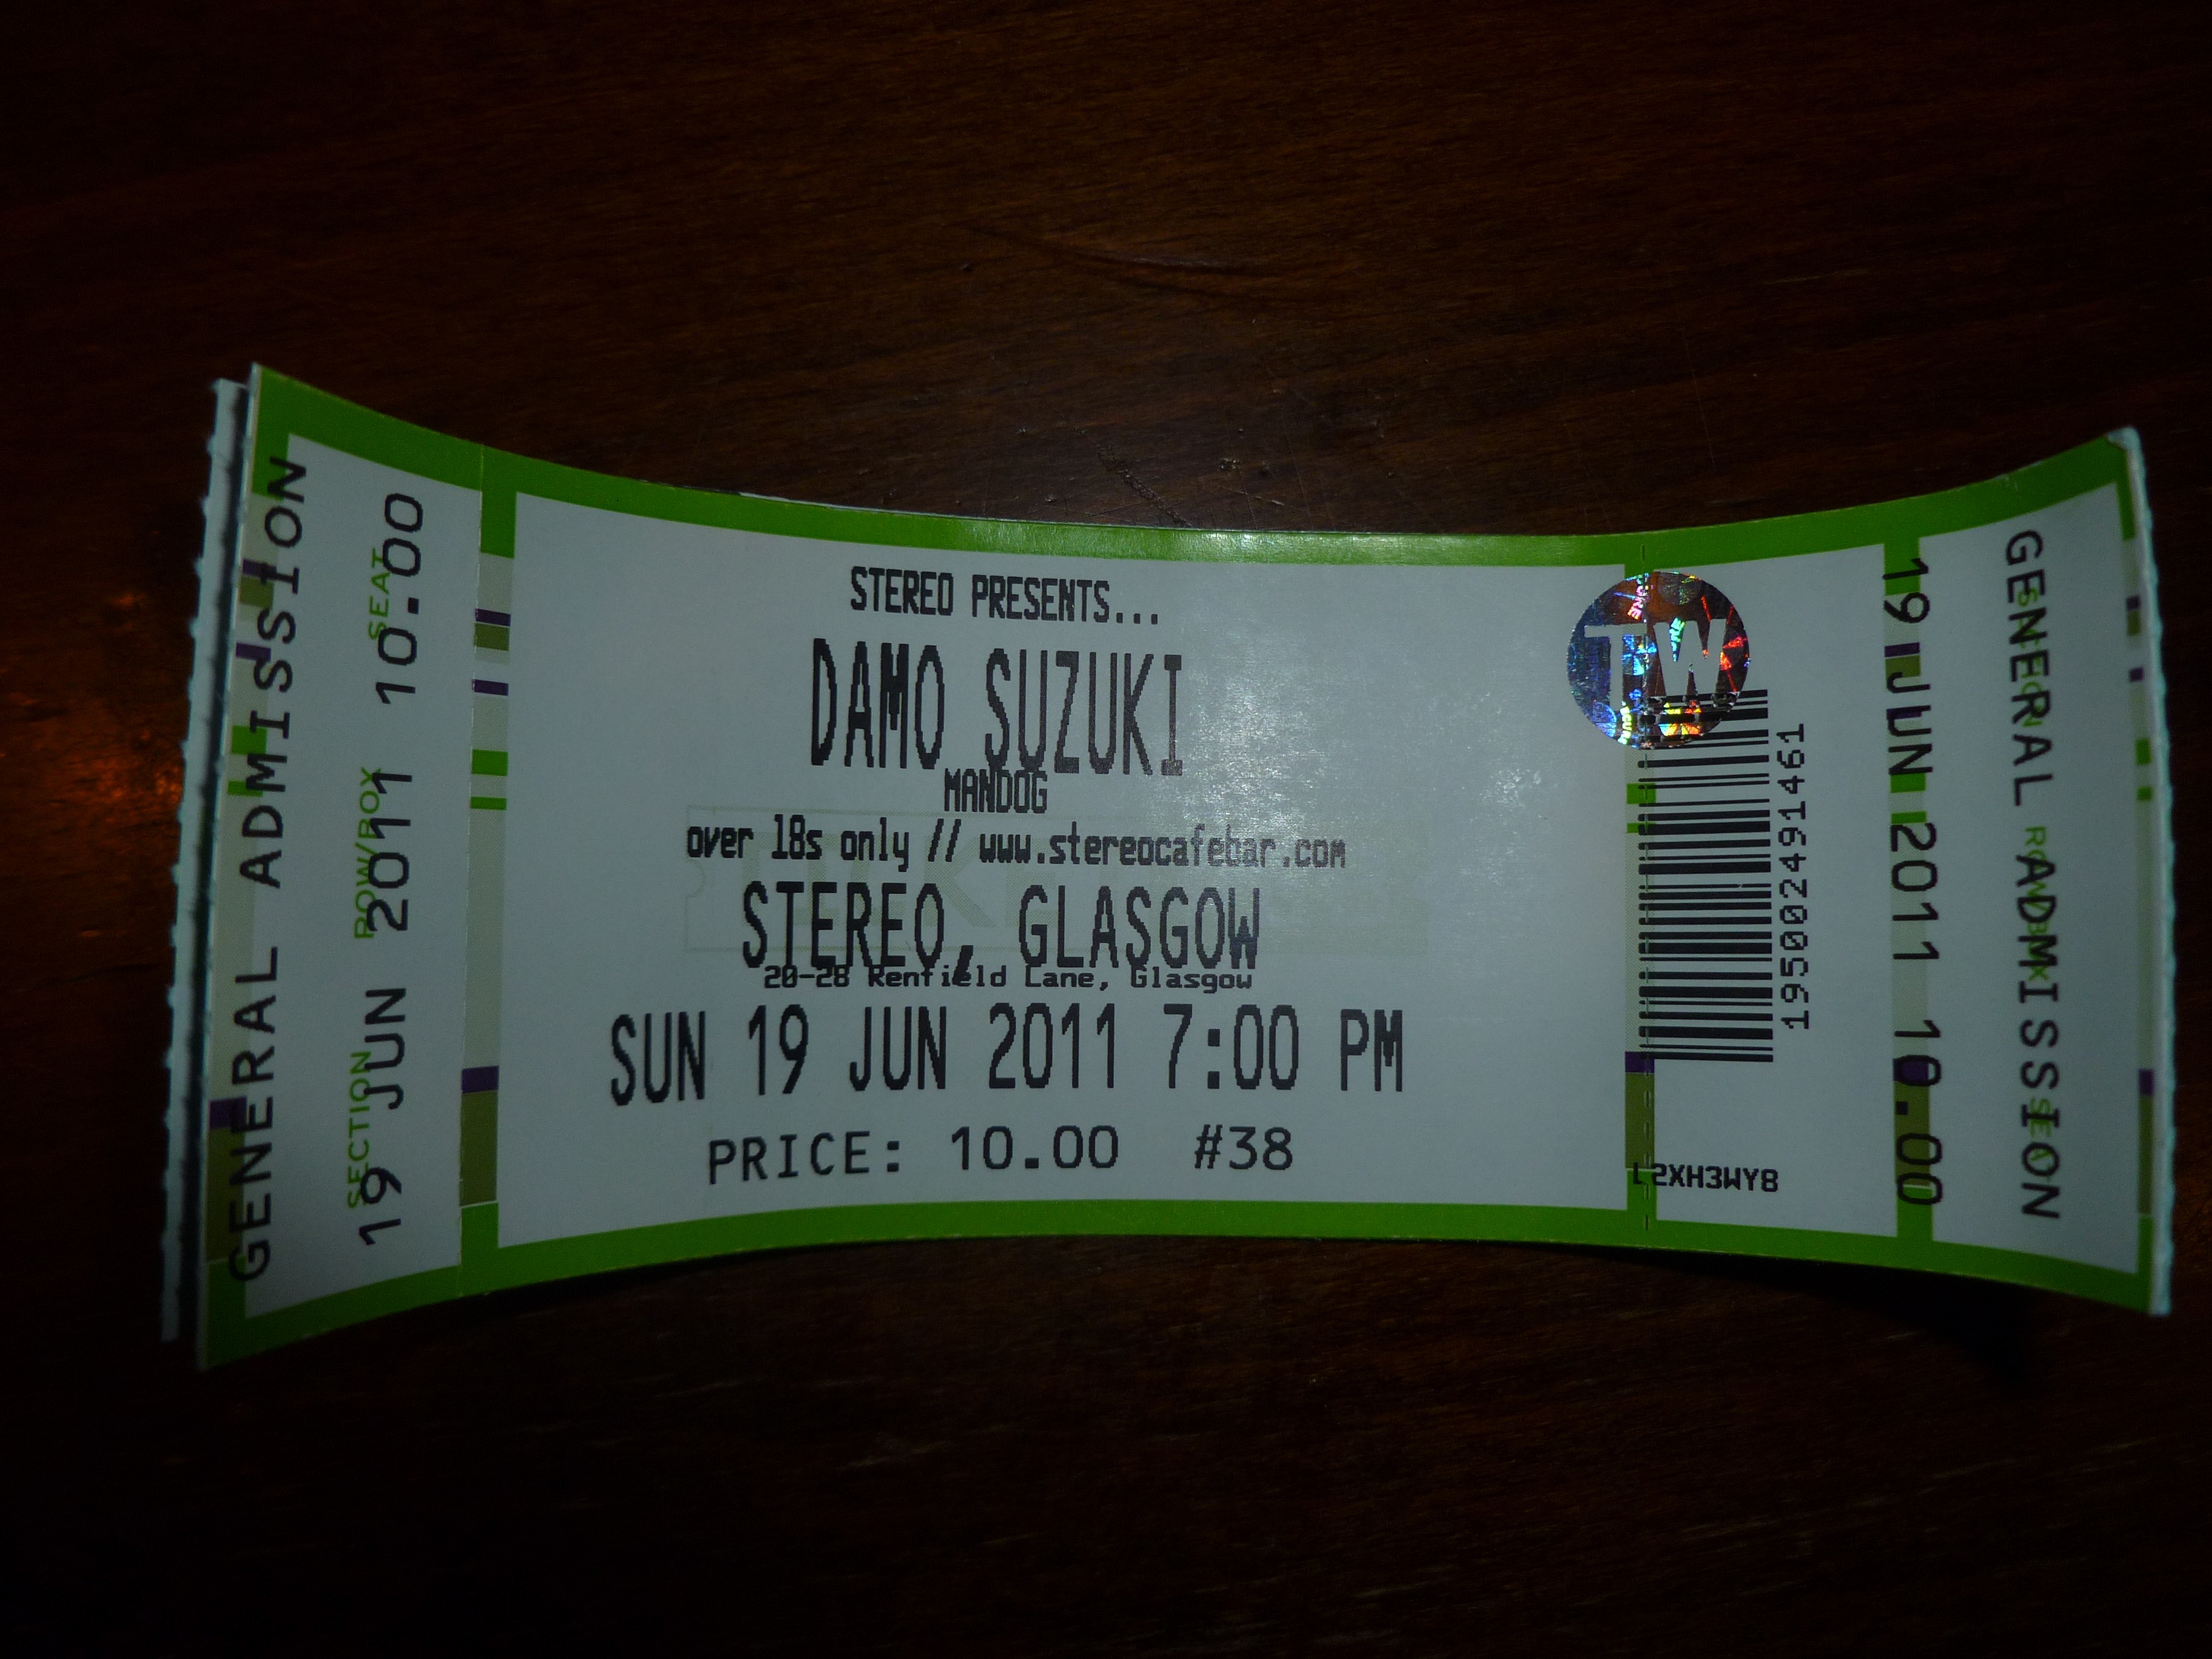 GENERAL ADMISSION
SECTION ROW/BOX SEAT
19 JUN 2011 10.00
STEREO PRESENTS...
DAMO SUZUKI
MANDOG
over 18s only // www.stereocafebar.com
STEREO, GLASGOW
20-28 Renfield Lane, Glasgow
SUN 19 JUN 2011 7:00 PM
PRICE: 10.00 #38
TW
195002491461
L2XH3WY8
19 JUN 2011 10.00
GENERAL ADMISSION